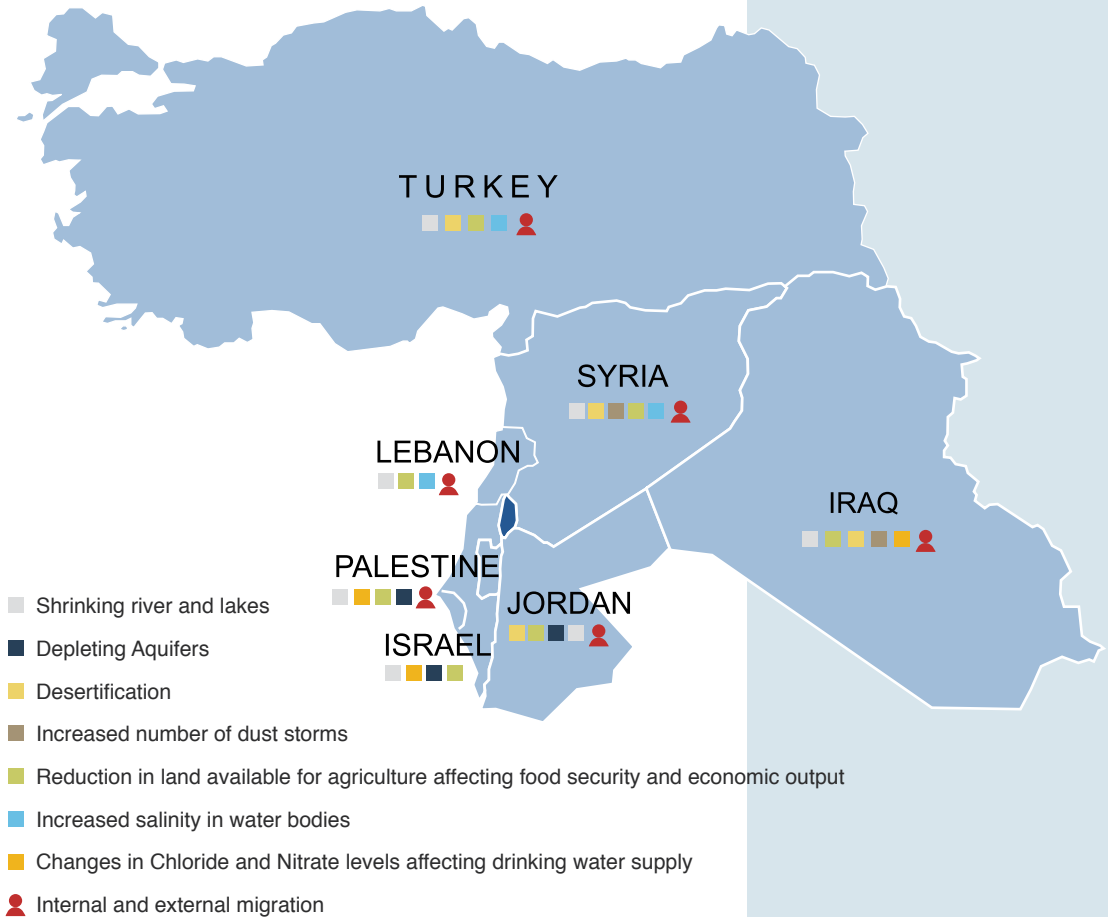 TURKEY
SYRIA
LEBANON
IRAQ
PALESTINE
JORDAN
ISRAEL
Shrinking river and lakes
Depleting Aquifers
Desertification
Increased number of dust storms
Reduction in land available for agriculture affecting food security and economic output
Increased salinity in water bodies
Changes in Chloride and Nitrate levels affecting drinking water supply
Internal and external migration